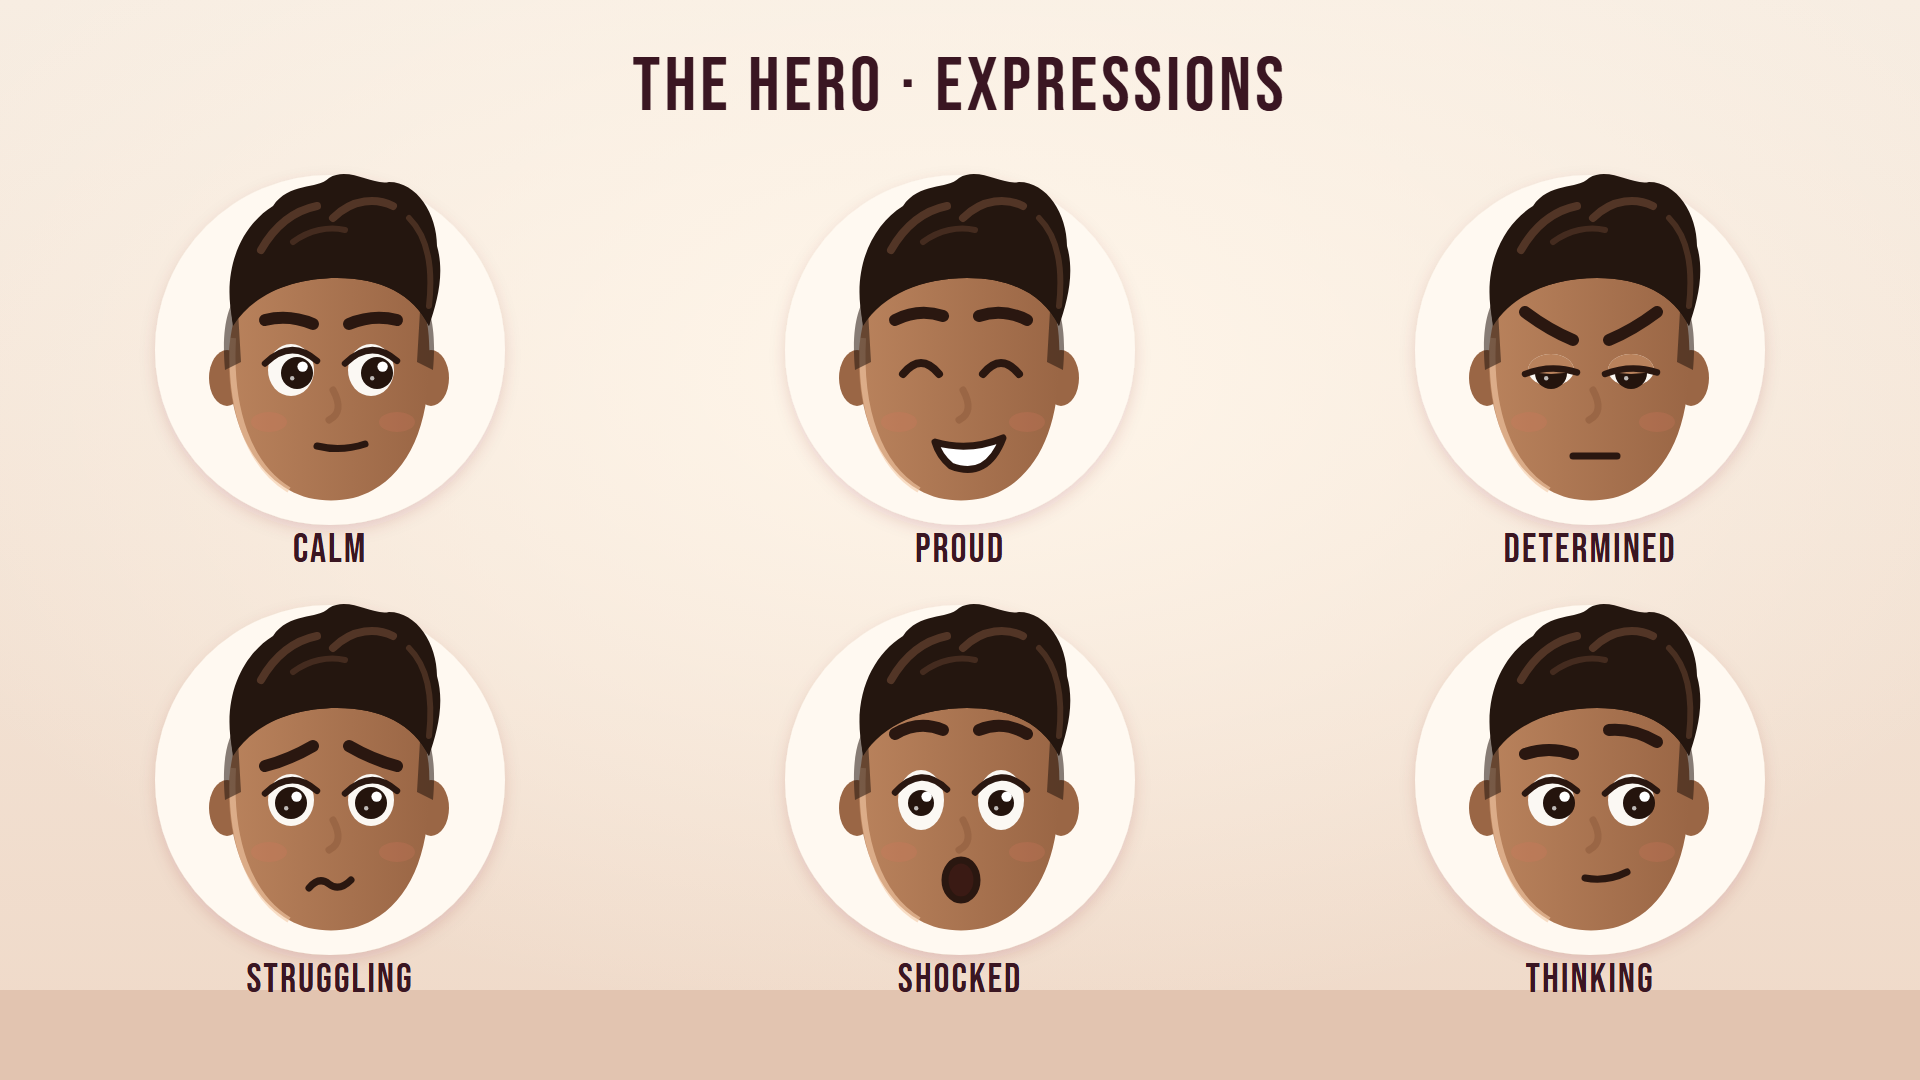 THE HERO · EXPRESSIONS
CALM
PROUD
DETERMINED
STRUGGLING
SHOCKED
THINKING